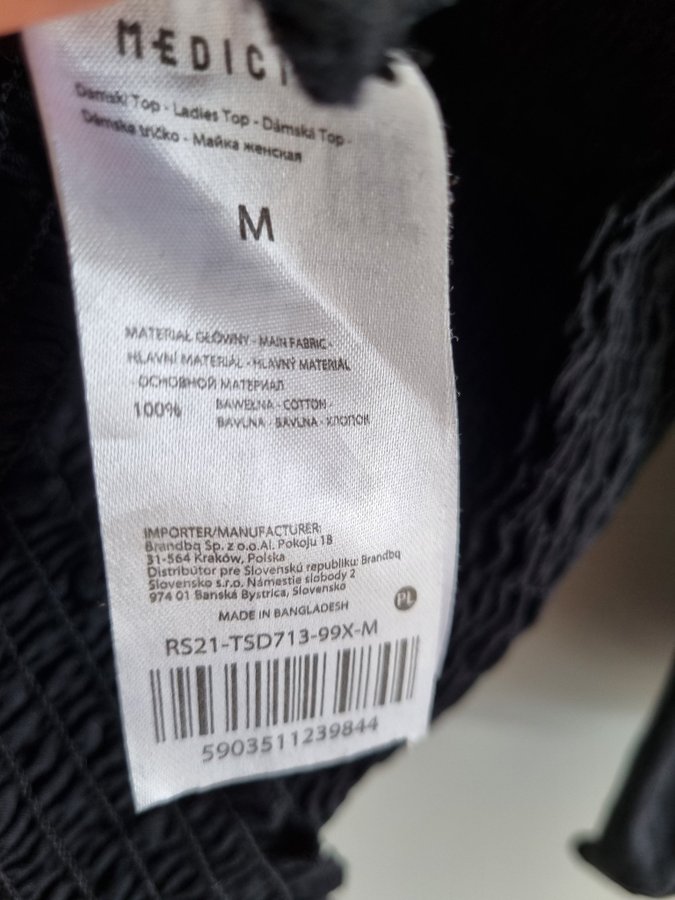 MEDIC
Damski Top - Ladies Top - Dámská Top -
Dámske tričko - Майка женская
M
MATERIAŁ GŁÓWNY - MAIN FABRIC -
HLAVNÍ MATERIÁL - HLAVNÝ MATERIÁL
- ОСНОВНОЙ МАТЕРИАЛ
100% BAWEŁNA - COTTON -
BAVLNA - BAVLNA - ХЛОПОК
IMPORTER/MANUFACTURER:
Brandbq Sp. z o.o.Al. Pokoju 18
31-564 Kraków, Polska
Distribútor pre Slovenskú republiku: Brandbq
Slovensko s.r.o. Námestie slobody 2
974 01 Banská Bystrica, Slovensko
PL
MADE IN BANGLADESH
RS21-TSD713-99X-M
5903511239844